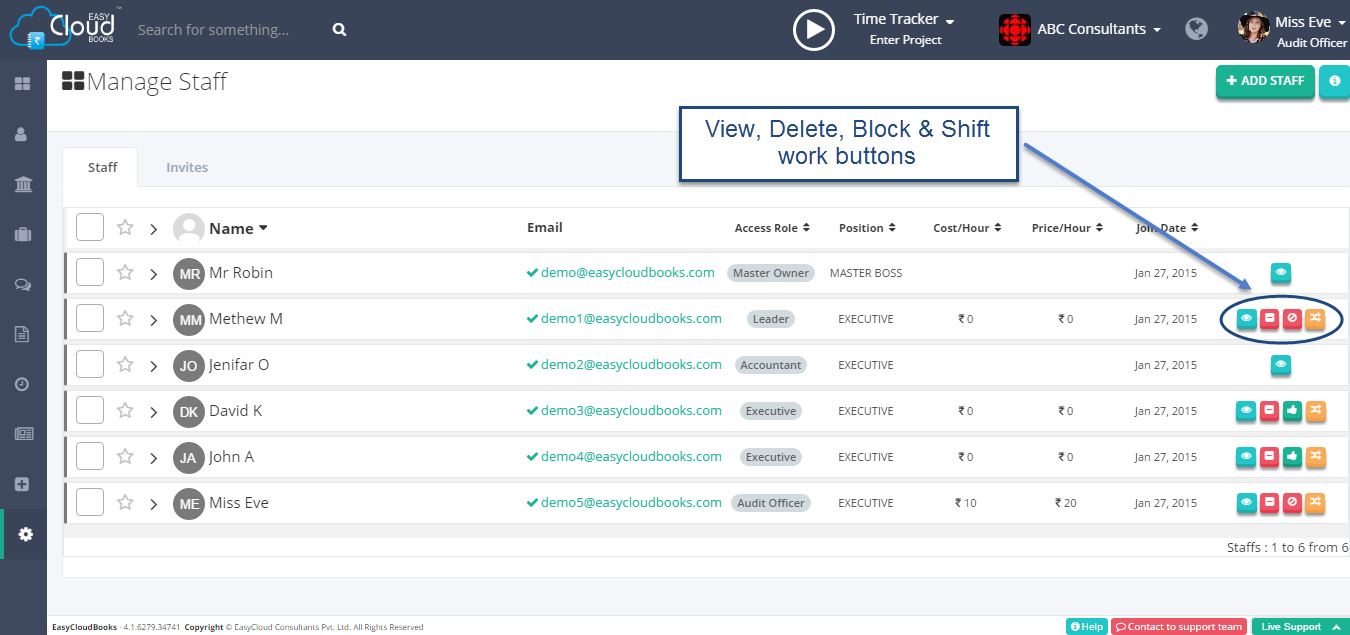 EASY
Cloud
BOOKS
™
Search for something...
Time Tracker
Enter Project
ABC Consultants
Miss Eve
Audit Officer
Manage Staff
ADD STAFF
View, Delete, Block & Shift
work buttons
Staff Invites
Name Email Access Role Position Cost/Hour Price/Hour Join Date
MR Mr Robin demo@easycloudbooks.com Master Owner MASTER BOSS Jan 27, 2015
MM Methew M demo1@easycloudbooks.com Leader EXECUTIVE ₹ 0 ₹ 0 Jan 27, 2015
JO Jenifar O demo2@easycloudbooks.com Accountant EXECUTIVE Jan 27, 2015
DK David K demo3@easycloudbooks.com Executive EXECUTIVE ₹ 0 ₹ 0 Jan 27, 2015
JA John A demo4@easycloudbooks.com Executive EXECUTIVE ₹ 0 ₹ 0 Jan 27, 2015
ME Miss Eve demo5@easycloudbooks.com Audit Officer EXECUTIVE ₹ 10 ₹ 20 Jan 27, 2015
Staffs : 1 to 6 from 6
EasyCloudBooks - 4.1.6279.34741 Copyright © EasyCloud Consultants Pvt. Ltd. All Rights Reserved
Help Contact to support team Live Support